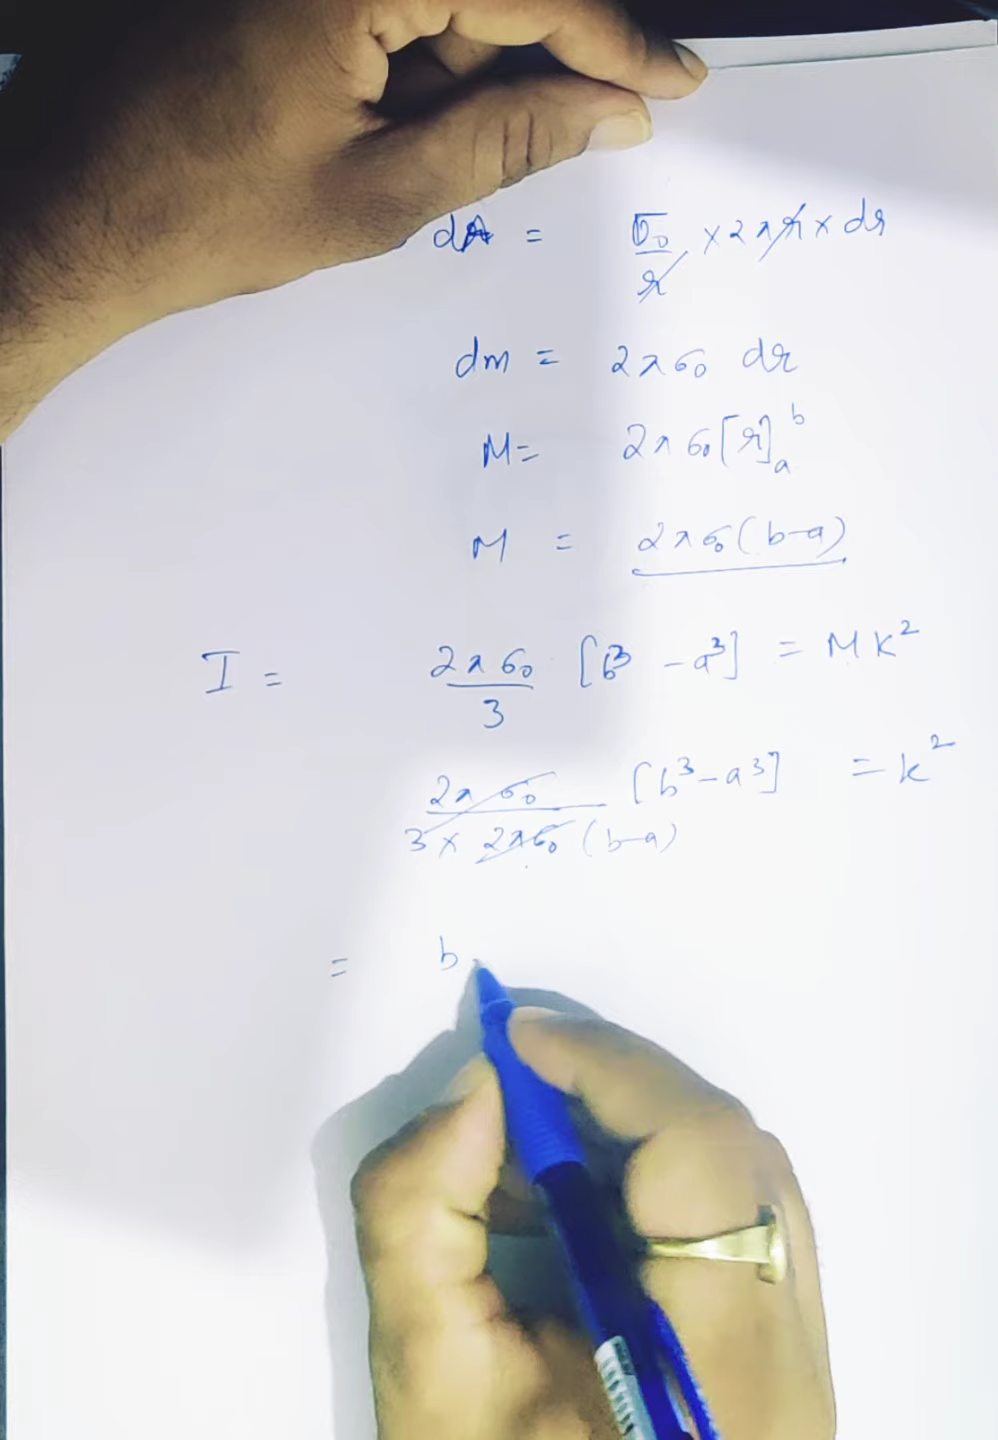 dA = σ₀/r × 2πr × dr
dm = 2πσ₀ dr
M = 2πσ₀[r]ₐᵇ
M = 2πσ₀(b-a)
I = 2πσ₀/3 [b³ - a³] = Mk²
2πσ₀/3 × 2πσ₀(b-a) [b³-a³] = k²
= b